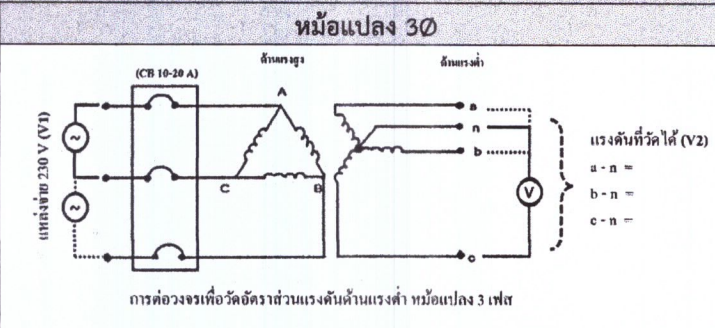 หม้อแปลง 3Ø
ด้านแรงสูง
ด้านแรงต่ำ
(CB 10-20 A)
A
C
B
a
n
b
c
V
แหล่งจ่าย 230 V (V1)
แรงดันที่วัดได้ (V2)
a - n =
b - n =
c - n =
การต่อวงจรเพื่อวัดอัตราส่วนแรงดันด้านแรงต่ำ หม้อแปลง 3 เฟส